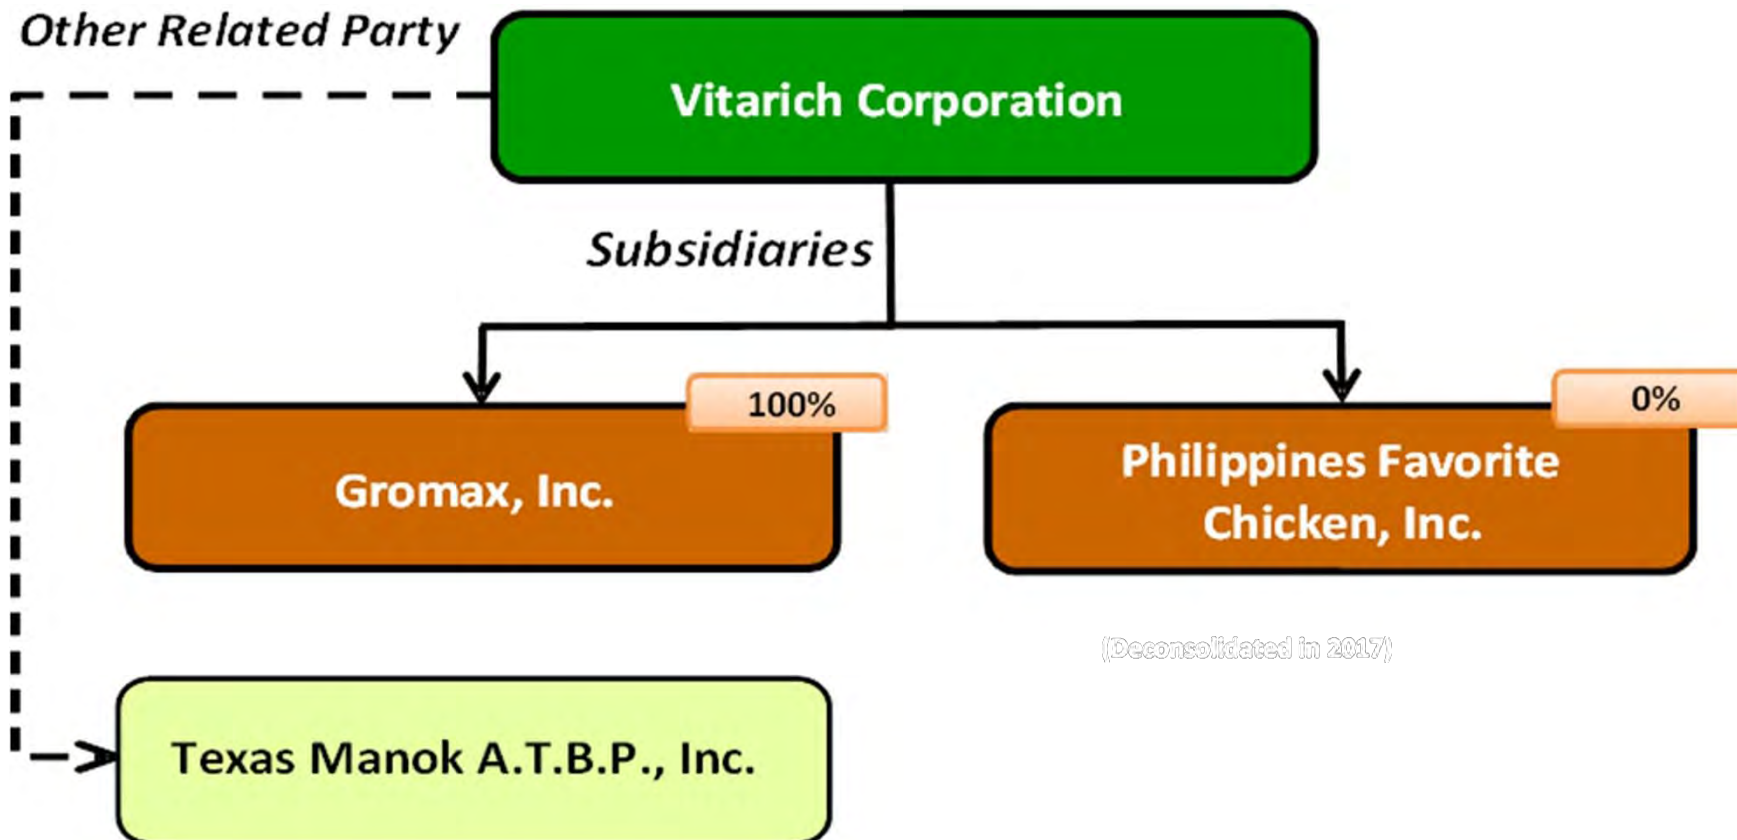 Other Related Party
Vitarich Corporation
Subsidiaries
100%
0%
Gromax, Inc.
Philippines Favorite
Chicken, Inc.
(Deconsolidated in 2017)
Texas Manok A.T.B.P., Inc.